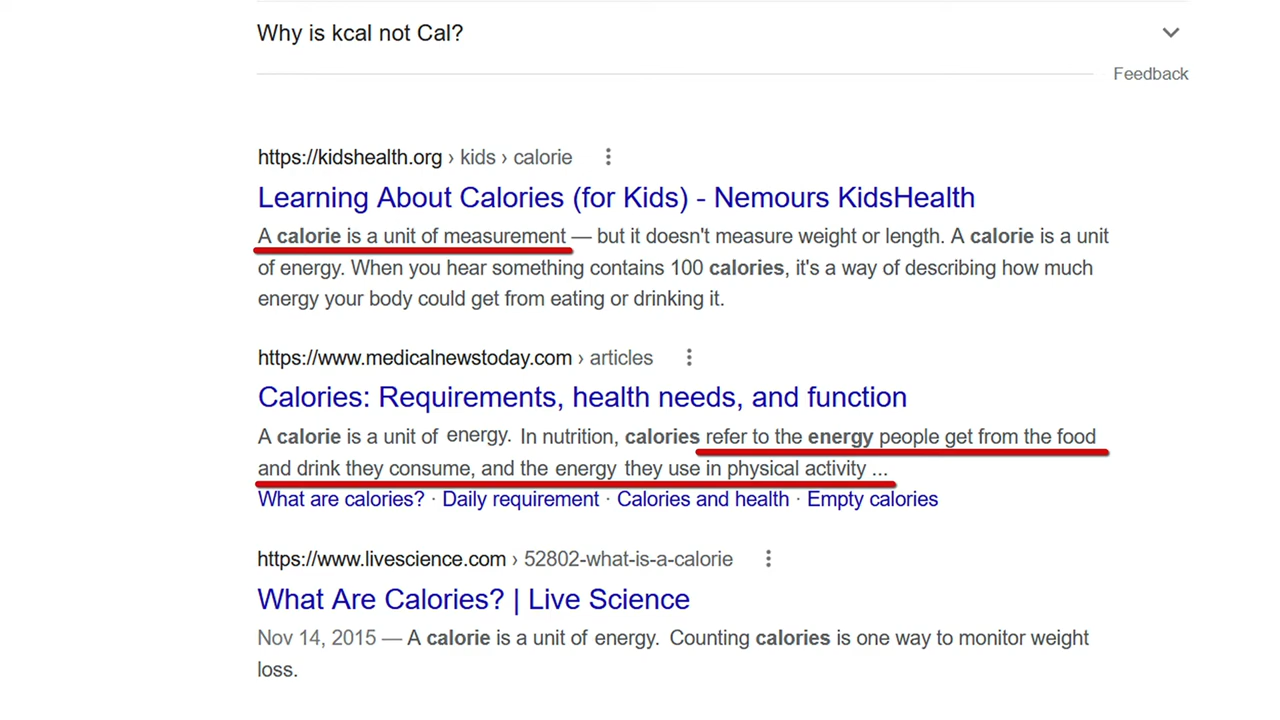 Why is kcal not Cal?
Feedback
https://kidshealth.org › kids › calorie
Learning About Calories (for Kids) - Nemours KidsHealth
A calorie is a unit of measurement — but it doesn't measure weight or length. A calorie is a unit
of energy. When you hear something contains 100 calories, it's a way of describing how much
energy your body could get from eating or drinking it.
https://www.medicalnewstoday.com › articles
Calories: Requirements, health needs, and function
A calorie is a unit of energy. In nutrition, calories refer to the energy people get from the food
and drink they consume, and the energy they use in physical activity ...
What are calories? · Daily requirement · Calories and health · Empty calories
https://www.livescience.com › 52802-what-is-a-calorie
What Are Calories? | Live Science
Nov 14, 2015 — A calorie is a unit of energy. Counting calories is one way to monitor weight
loss.